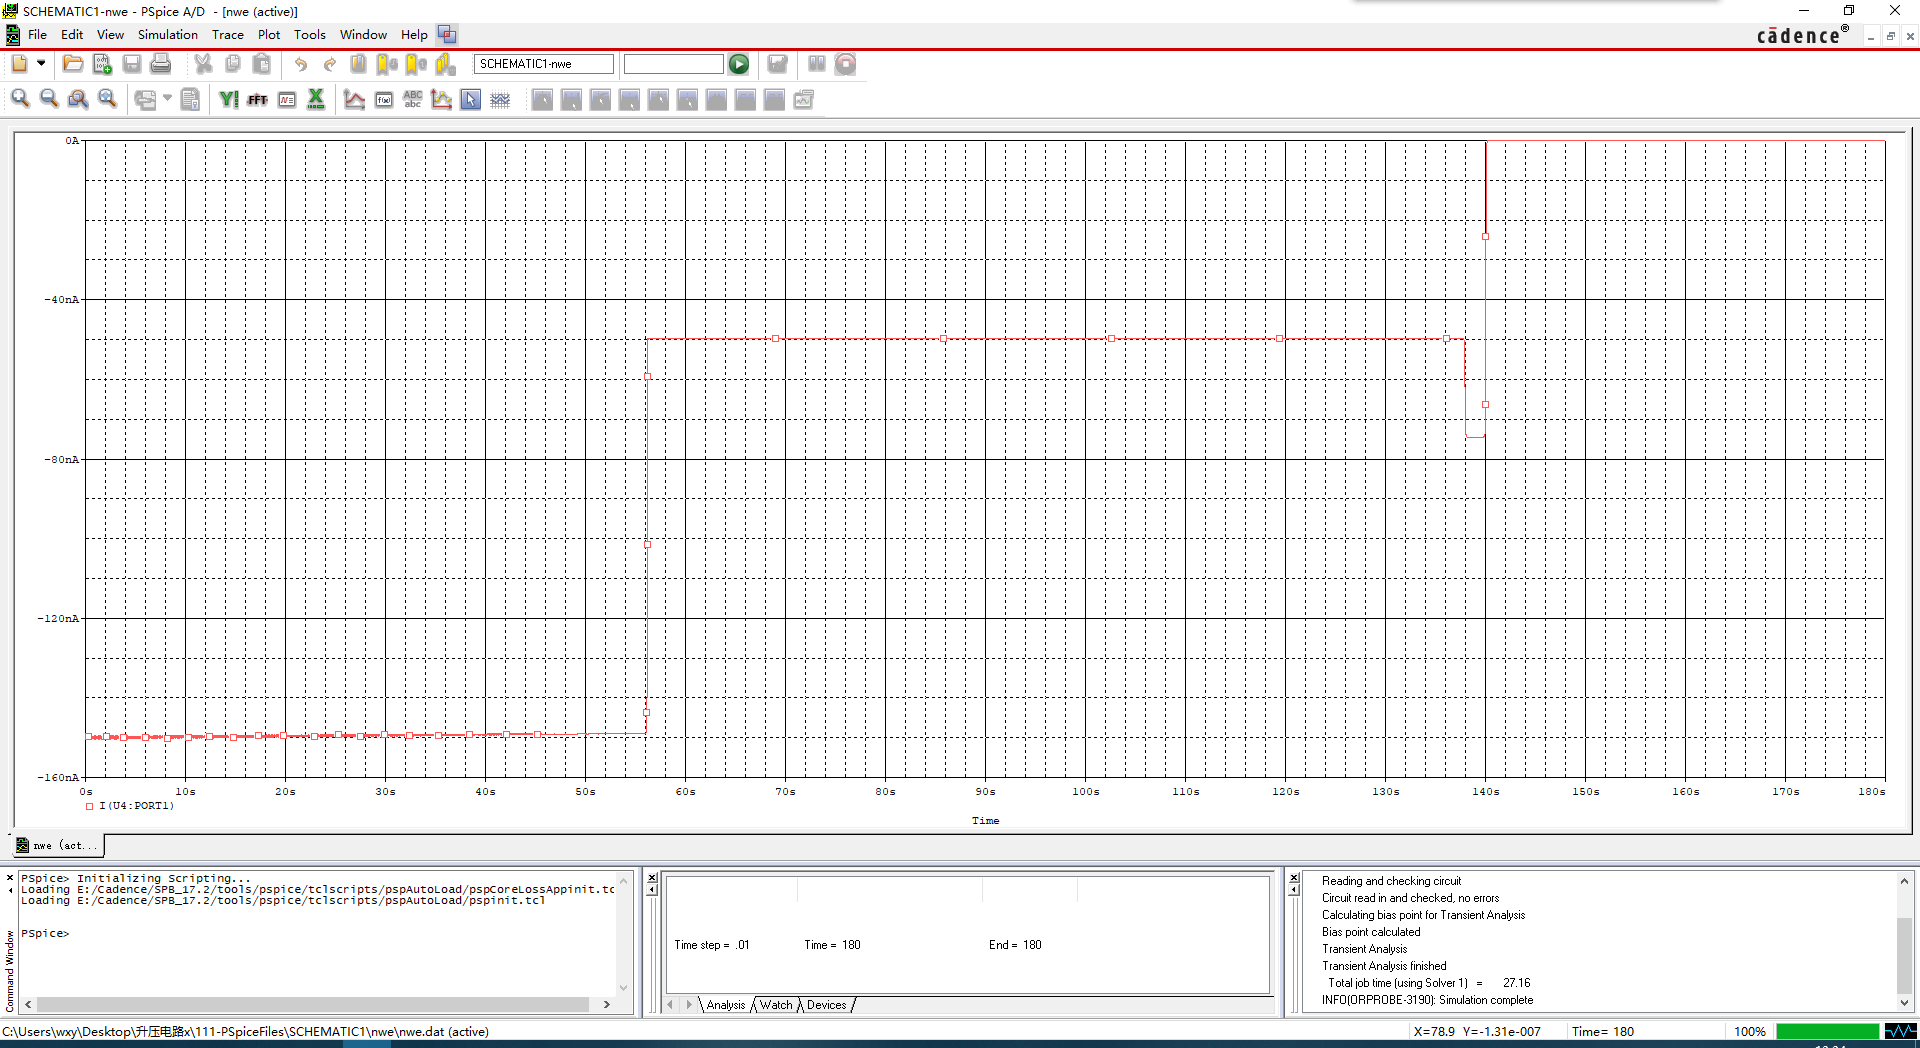 SCHEMATIC1-nwe - PSpice A/D - [nwe (active)]
File Edit View Simulation Trace Plot Tools Window Help
cādence®
SCHEMATIC1-nwe
FFT
ABC
abc
0A
-40nA
-80nA
-120nA
-160nA
0s 10s 20s 30s 40s 50s 60s 70s 80s 90s 100s 110s 120s 130s 140s 150s 160s 170s 180s
I(U4:PORT1)
Time
nwe (act...
PSpice> Initializing Scripting...
Loading E:/Cadence/SPB_17.2/tools/pspice/tclscripts/pspAutoLoad/pspCoreLossAppinit.tc
Loading E:/Cadence/SPB_17.2/tools/pspice/tclscripts/pspAutoLoad/pspinit.tcl
PSpice>
Command Window
Time step = .01 Time = 180 End = 180
Analysis Watch Devices
Reading and checking circuit
Circuit read in and checked, no errors
Calculating bias point for Transient Analysis
Bias point calculated
Transient Analysis
Transient Analysis finished
Total job time (using Solver 1) = 27.16
INFO(ORPROBE-3190): Simulation complete
C:\Users\wxy\Desktop\升压电路x\111-PSpiceFiles\SCHEMATIC1\nwe\nwe.dat (active)
X=78.9 Y=-1.31e-007 Time= 180 100%